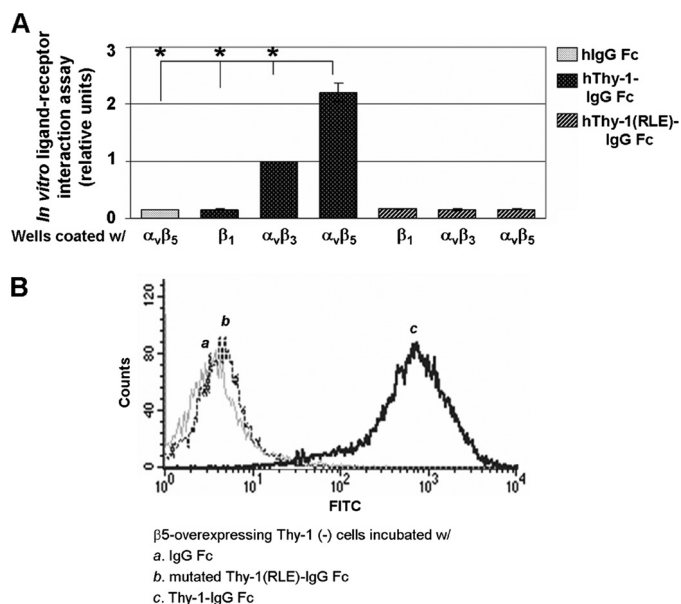 A
In vitro ligand-receptor
interaction assay
(relative units)
3
2
1
0
* * * *
hIgG Fc
hThy-1-
IgG Fc
hThy-1(RLE)-
IgG Fc
Wells coated w/ αvβ5 β1 αvβ3 αvβ5 β1 αvβ3 αvβ5
B
Counts
120
80
40
0
a b c
10⁰ 10¹ 10² 10³ 10⁴
FITC
β5-overexpressing Thy-1 (-) cells incubated w/
a. IgG Fc
b. mutated Thy-1(RLE)-IgG Fc
c. Thy-1-IgG Fc